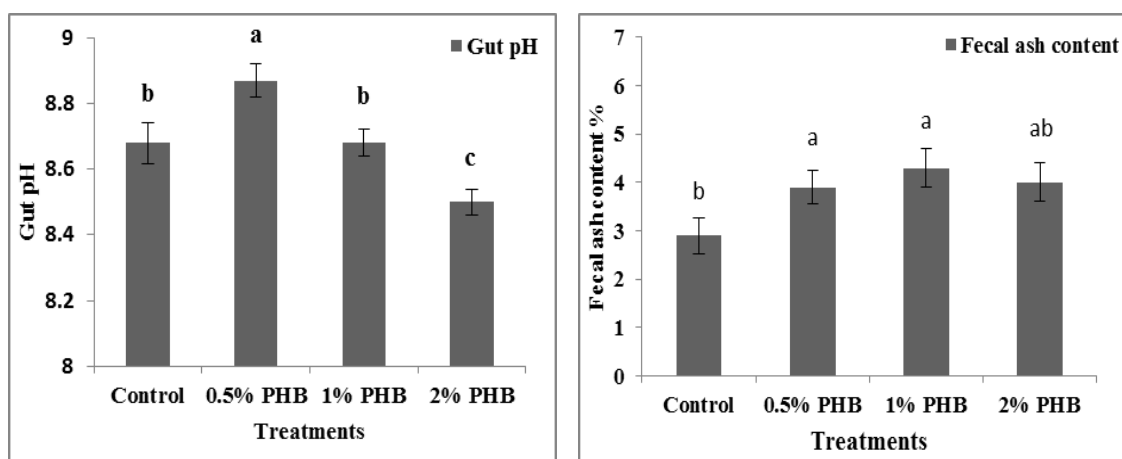 Gut pH
9
8.8
8.6
8.4
8.2
8
Gut pH
b
a
b
c
Control 0.5% PHB 1% PHB 2% PHB
Treatments
Fecal ash content
7
6
5
4
3
2
1
0
Fecal ash content %
b
a
a
ab
Control 0.5% PHB 1% PHB 2% PHB
Treatments